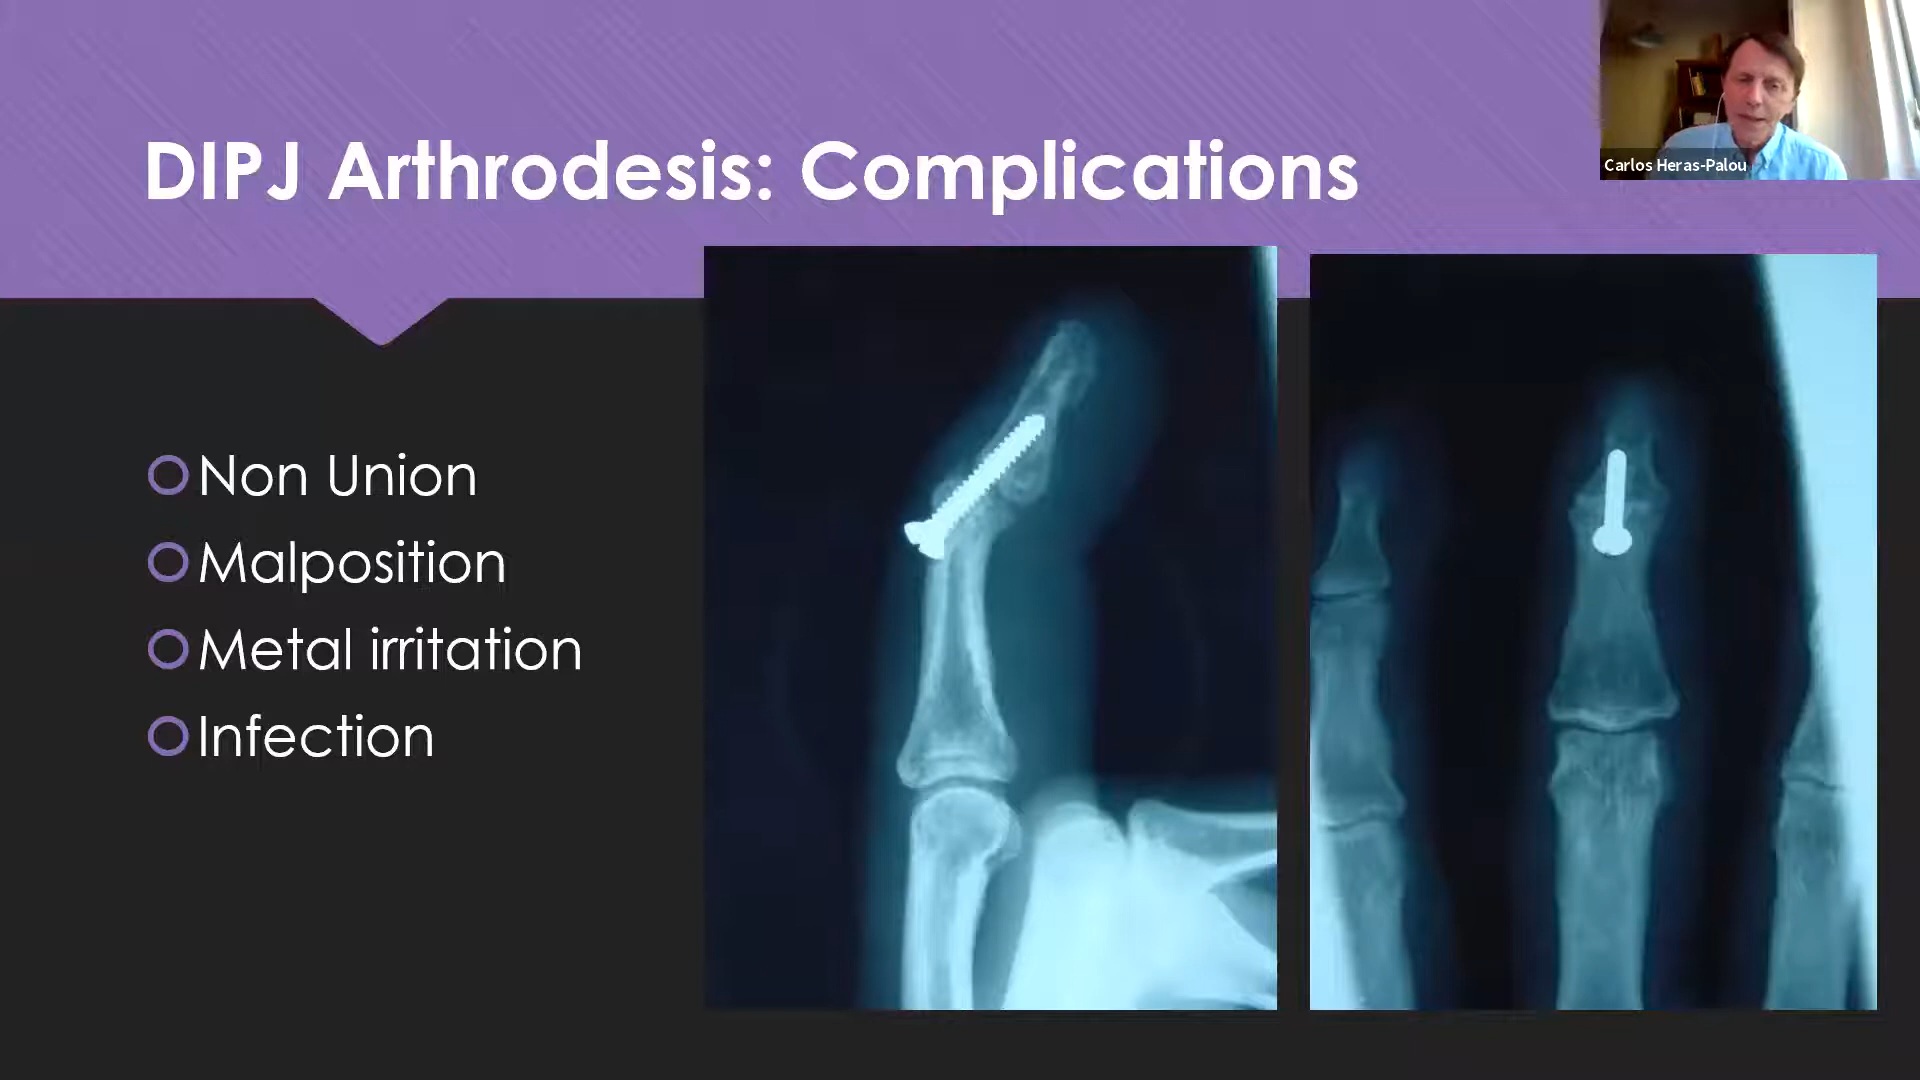 DIPJ Arthrodesis: Complications
Carlos Heras-Palou
Non Union
Malposition
Metal irritation
Infection